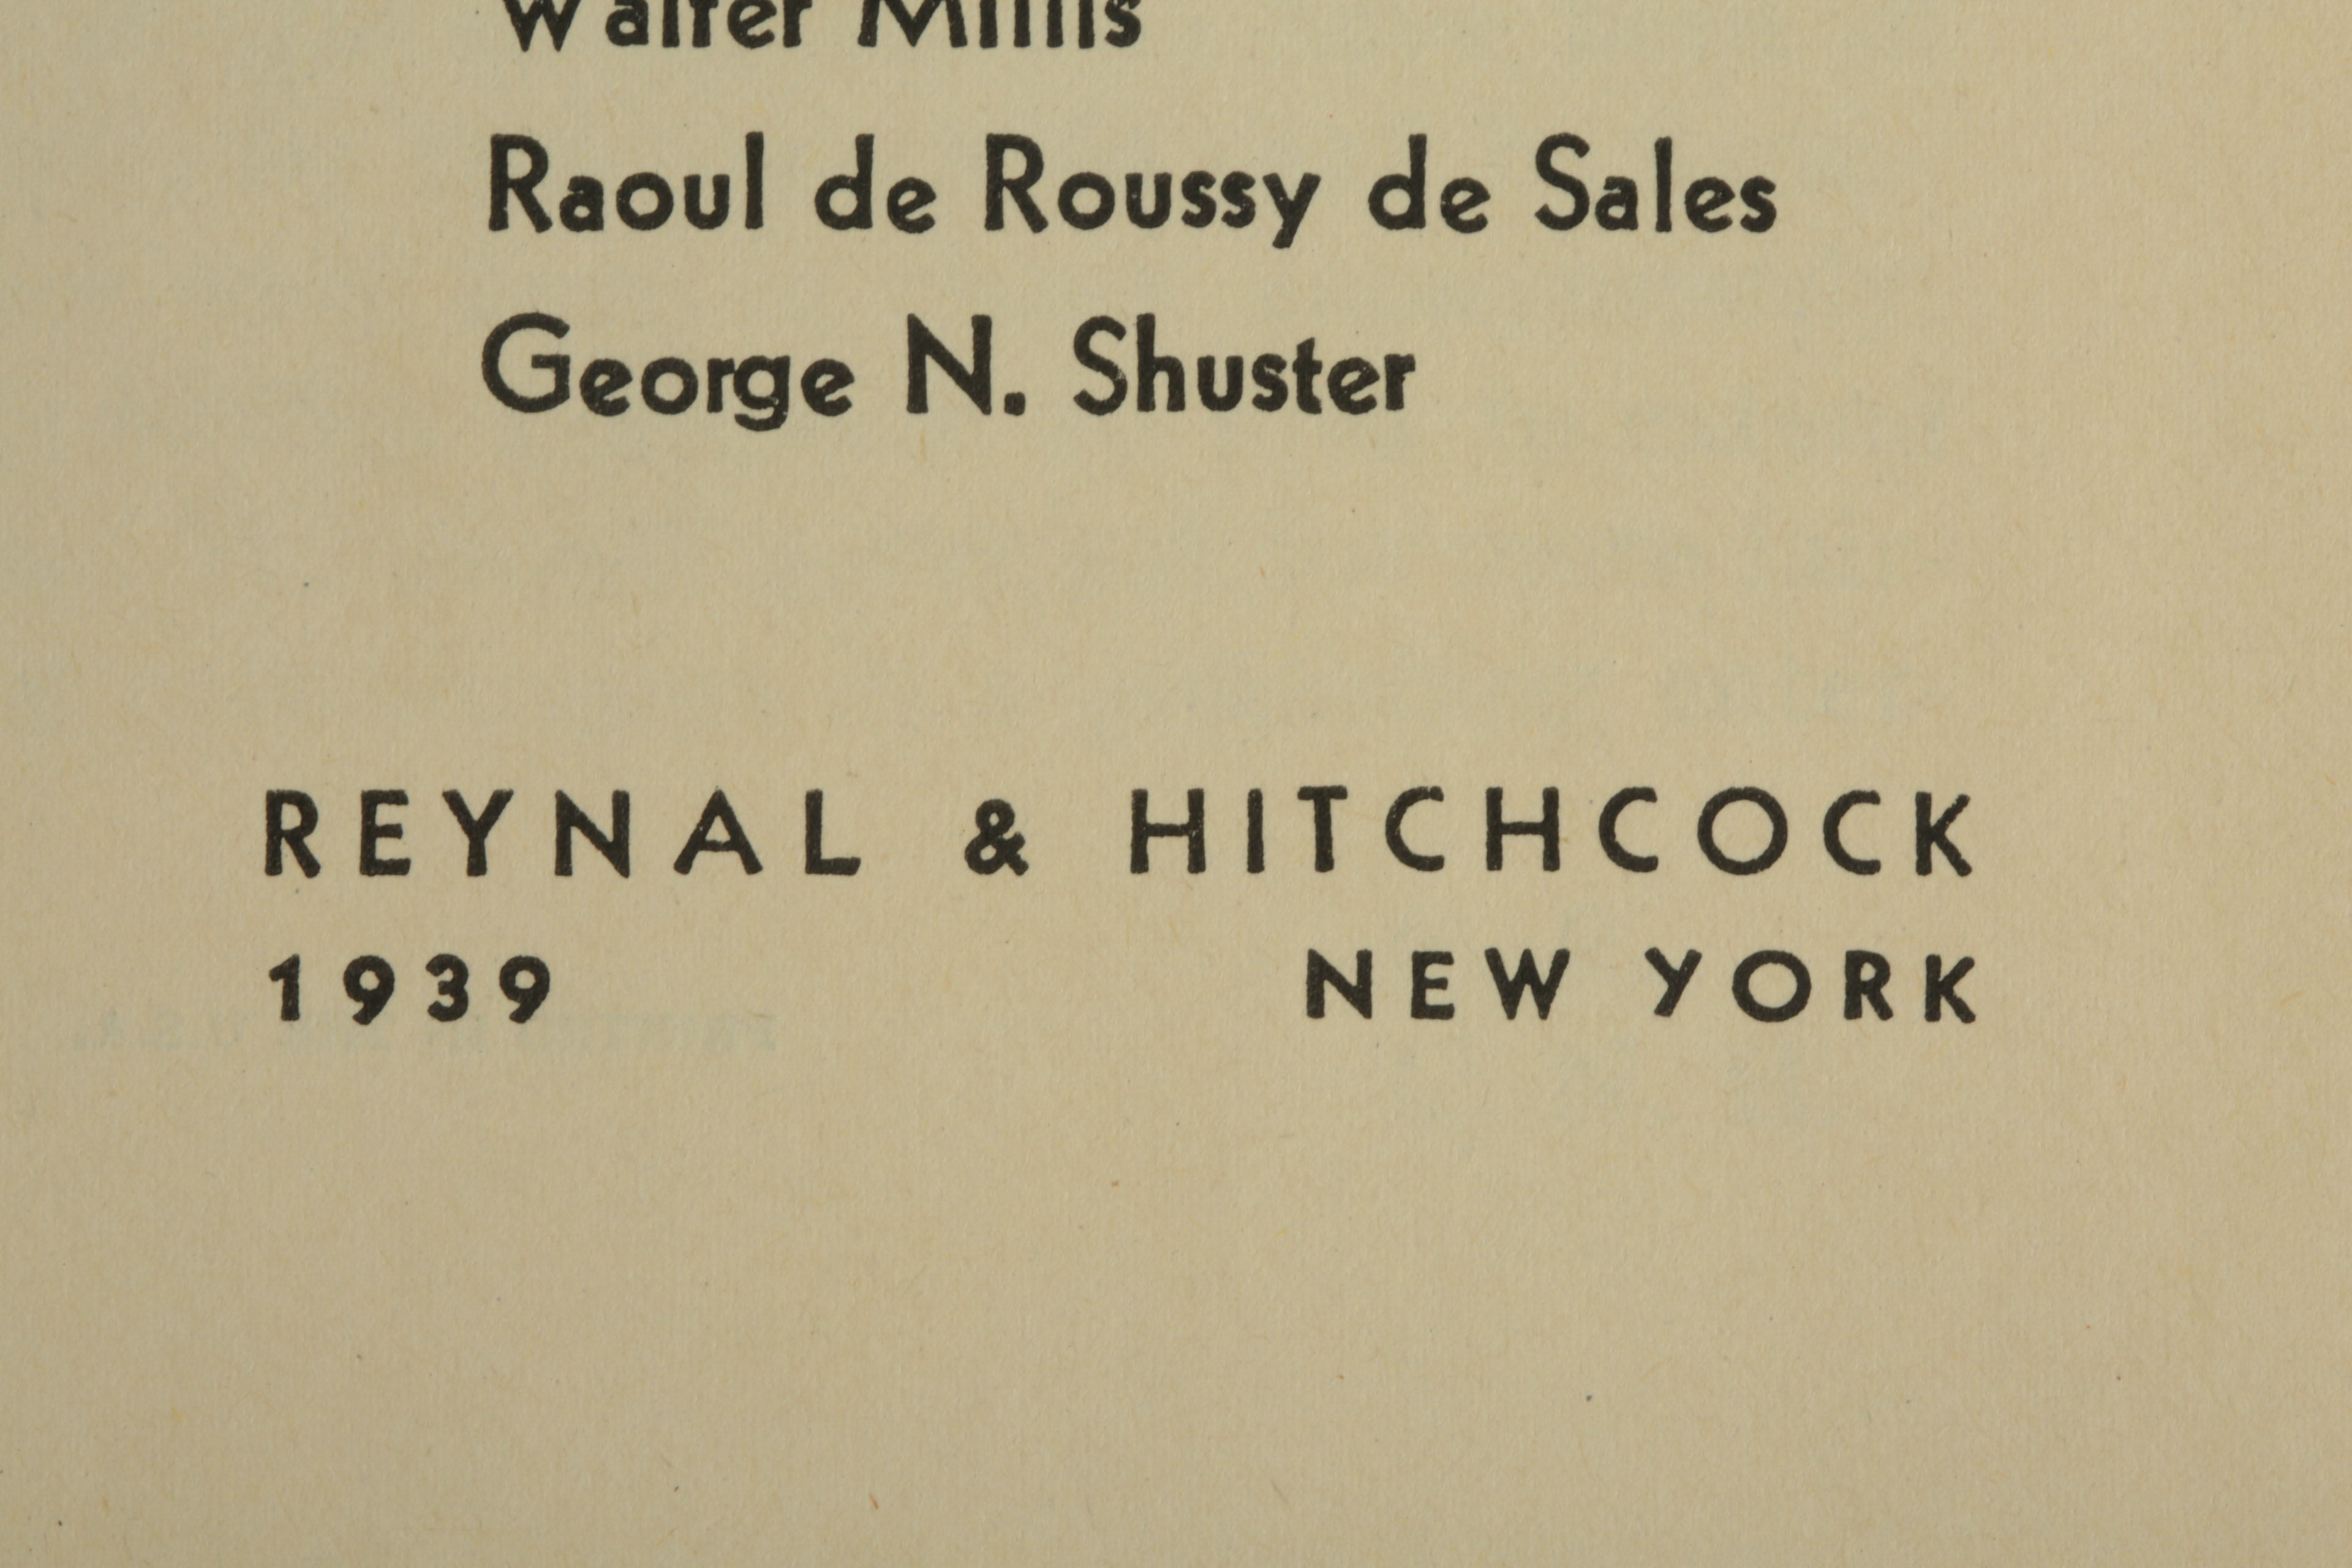 Walter Millis
Raoul de Roussy de Sales
George N. Shuster
REYNAL & HITCHCOCK
1939 NEW YORK